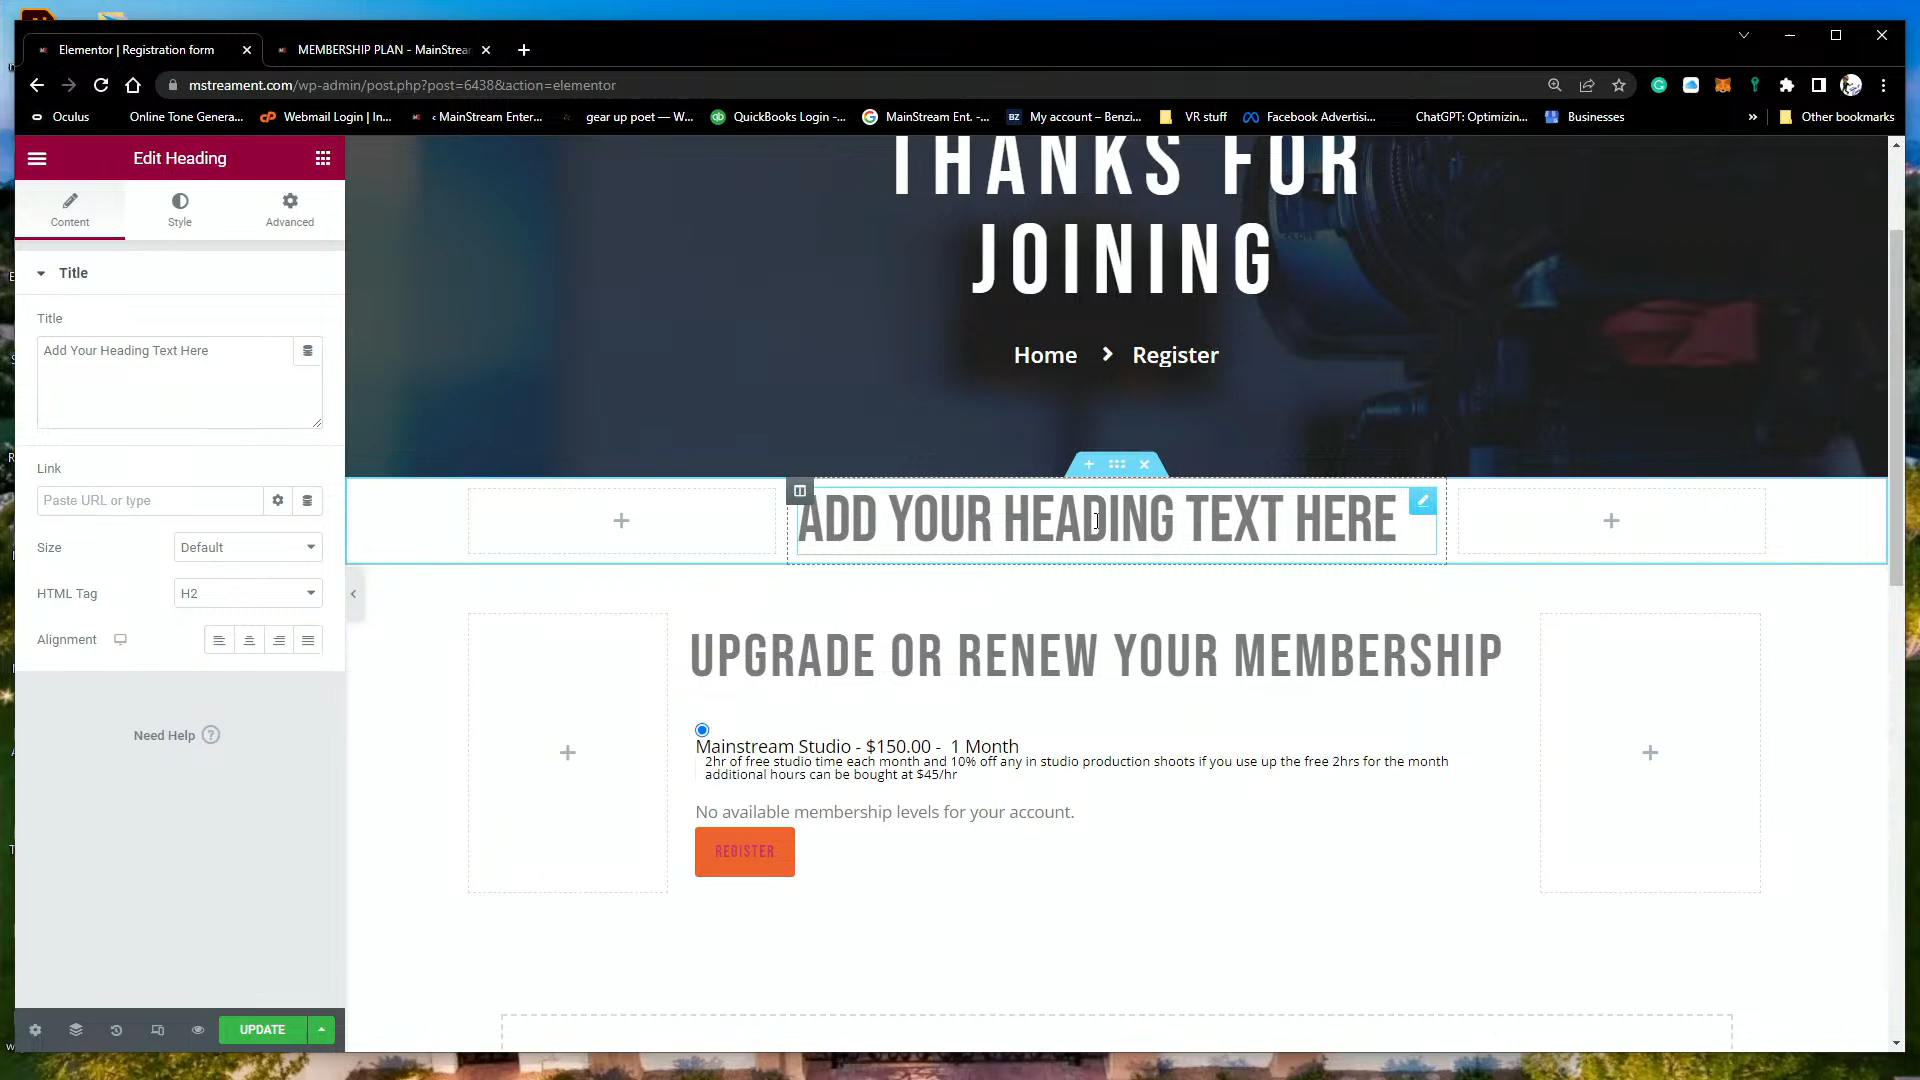 Elementor | Registration form
MEMBERSHIP PLAN - MainStream
mstreament.com/wp-admin/post.php?post=6438&action=elementor
Oculus
Online Tone Genera...
Webmail Login | In...
‹ MainStream Enter...
gear up poet — W...
QuickBooks Login -...
MainStream Ent. -...
My account – Benzi...
VR stuff
Facebook Advertisi...
ChatGPT: Optimizin...
Businesses
»
Other bookmarks
Edit Heading
Content
Style
Advanced
Title
Title
Add Your Heading Text Here
Link
Paste URL or type
Size
Default
HTML Tag
H2
Alignment
Need Help ?
UPDATE
THANKS FOR
JOINING
Home > Register
ADD YOUR HEADING TEXT HERE
UPGRADE OR RENEW YOUR MEMBERSHIP
Mainstream Studio - $150.00 - 1 Month
2hr of free studio time each month and 10% off any in studio production shoots if you use up the free 2hrs for the month
additional hours can be bought at $45/hr
No available membership levels for your account.
REGISTER